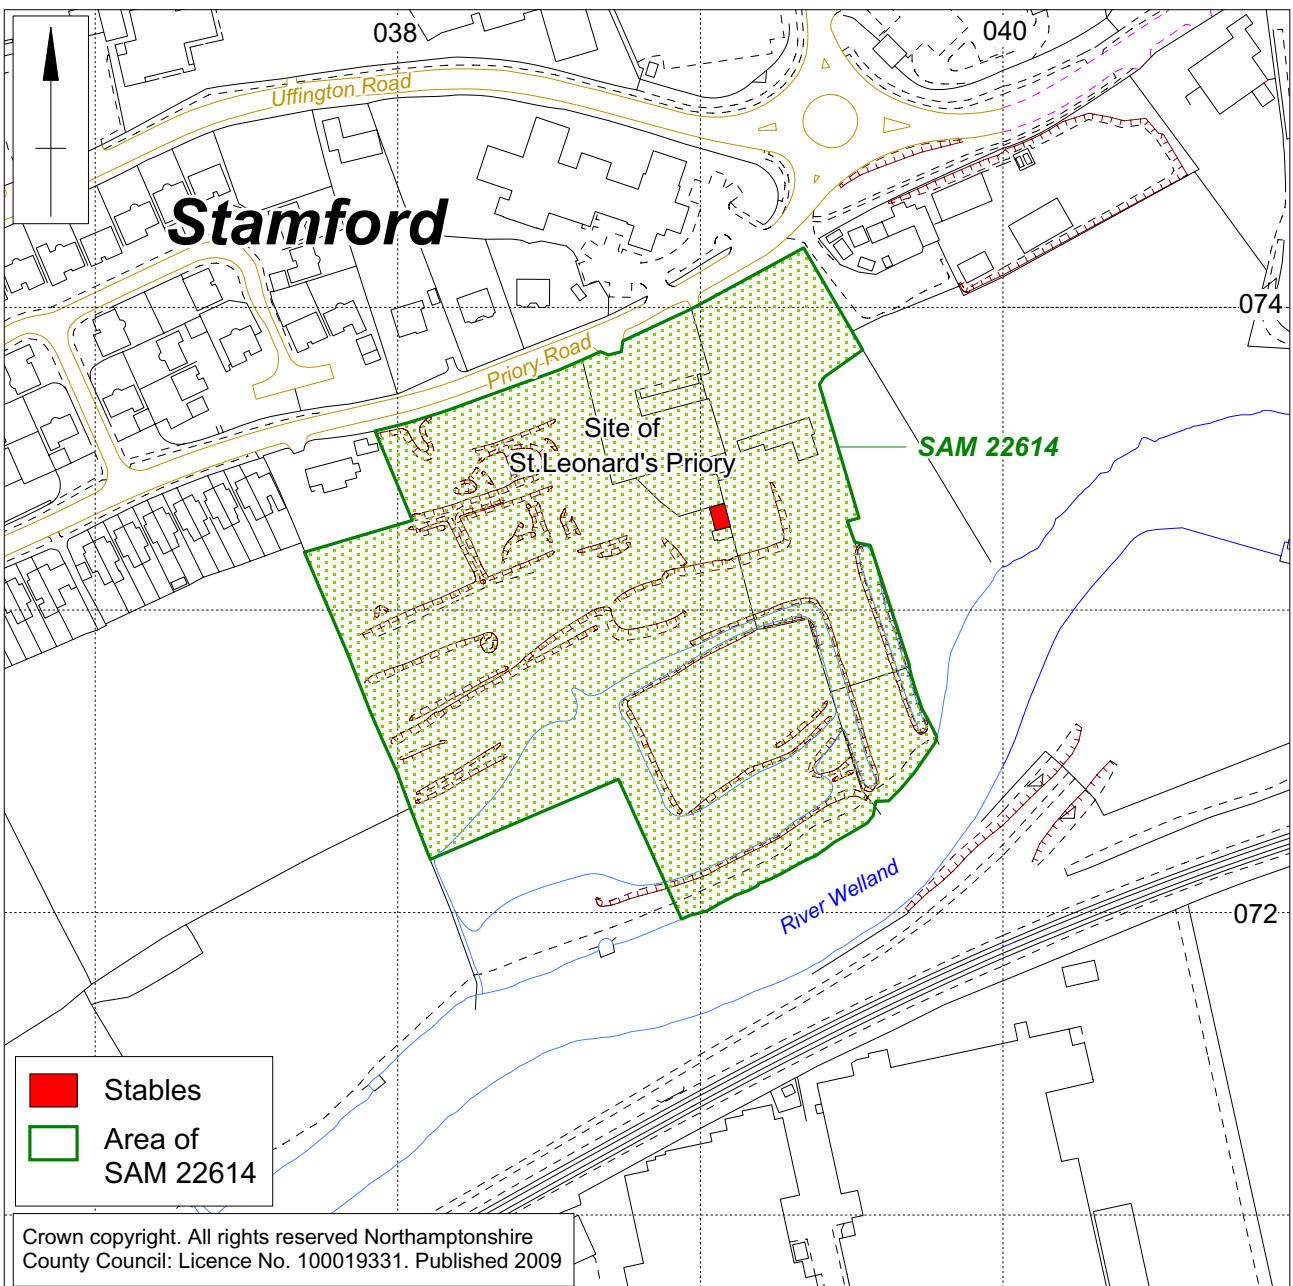 038
040
Uffington Road
Stamford
074
Priory Road
Site of
St.Leonard's Priory
SAM 22614
River Welland
072
Stables
Area of
SAM 22614
Crown copyright. All rights reserved Northamptonshire
County Council: Licence No. 100019331. Published 2009